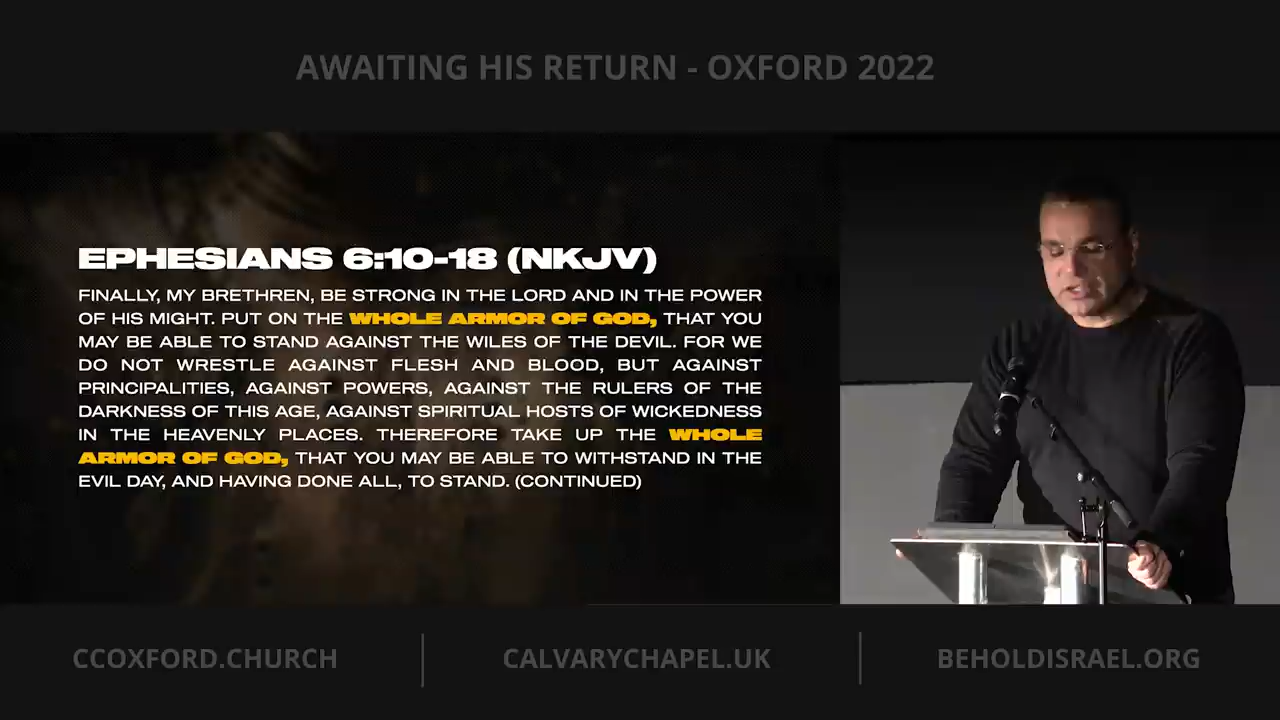 AWAITING HIS RETURN - OXFORD 2022
EPHESIANS 6:10-18 (NKJV)
FINALLY, MY BRETHREN, BE STRONG IN THE LORD AND IN THE POWER
OF HIS MIGHT. PUT ON THE WHOLE ARMOR OF GOD, THAT YOU
MAY BE ABLE TO STAND AGAINST THE WILES OF THE DEVIL. FOR WE
DO NOT WRESTLE AGAINST FLESH AND BLOOD, BUT AGAINST
PRINCIPALITIES, AGAINST POWERS, AGAINST THE RULERS OF THE
DARKNESS OF THIS AGE, AGAINST SPIRITUAL HOSTS OF WICKEDNESS
IN THE HEAVENLY PLACES. THEREFORE TAKE UP THE WHOLE
ARMOR OF GOD, THAT YOU MAY BE ABLE TO WITHSTAND IN THE
EVIL DAY, AND HAVING DONE ALL, TO STAND. (CONTINUED)
CCOXFORD.CHURCH
CALVARYCHAPEL.UK
BEHOLDISRAEL.ORG